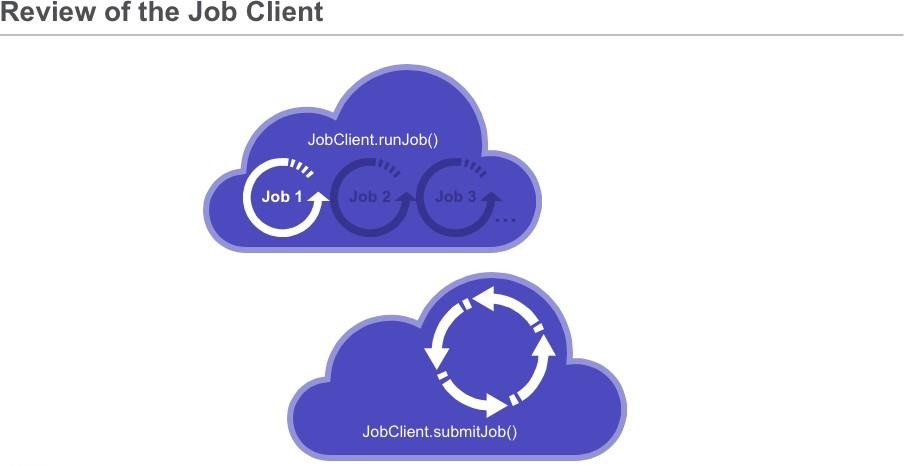 Review of the Job Client
JobClient.runJob()
Job 1 Job 2 Job 3 ...
JobClient.submitJob()